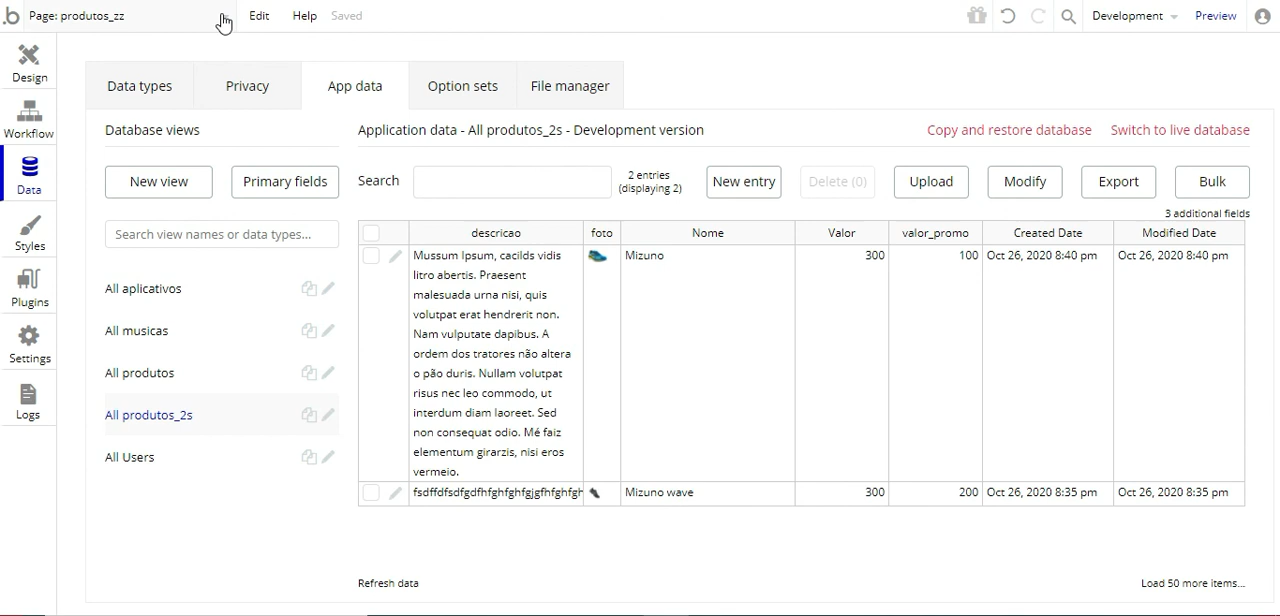 .b Page: produtos_zz Edit Help Saved Development Preview
Design
Workflow
Data
Styles
Plugins
Settings
Logs
Data types Privacy App data Option sets File manager
Database views
New view Primary fields
Search view names or data types...
All aplicativos
All musicas
All produtos
All produtos_2s
All Users
Application data - All produtos_2s - Development version Copy and restore database Switch to live database
Search 2 entries
(displaying 2)
New entry Delete (0) Upload Modify Export Bulk
3 additional fields
descricao foto Nome Valor valor_promo Created Date Modified Date
Mussum Ipsum, cacilds vidis Mizuno 300 100 Oct 26, 2020 8:40 pm Oct 26, 2020 8:40 pm
litro abertis. Praesent
malesuada urna nisi, quis
volutpat erat hendrerit non.
Nam vulputate dapibus. A
ordem dos tratores não altera
o pão duris. Nullam volutpat
risus nec leo commodo, ut
interdum diam laoreet. Sed
non consequat odio. Mé faiz
elementum girarzis, nisi eros
vermeio.
Mizuno wave 300 200 Oct 26, 2020 8:35 pm Oct 26, 2020 8:35 pm
Refresh data Load 50 more items...